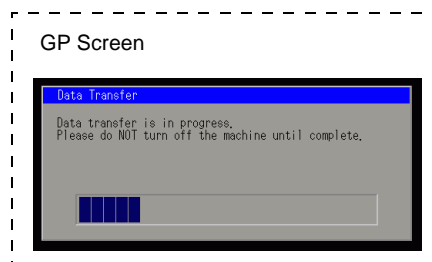 GP Screen
Data Transfer
Data transfer is in progress.
Please do NOT turn off the machine until complete.